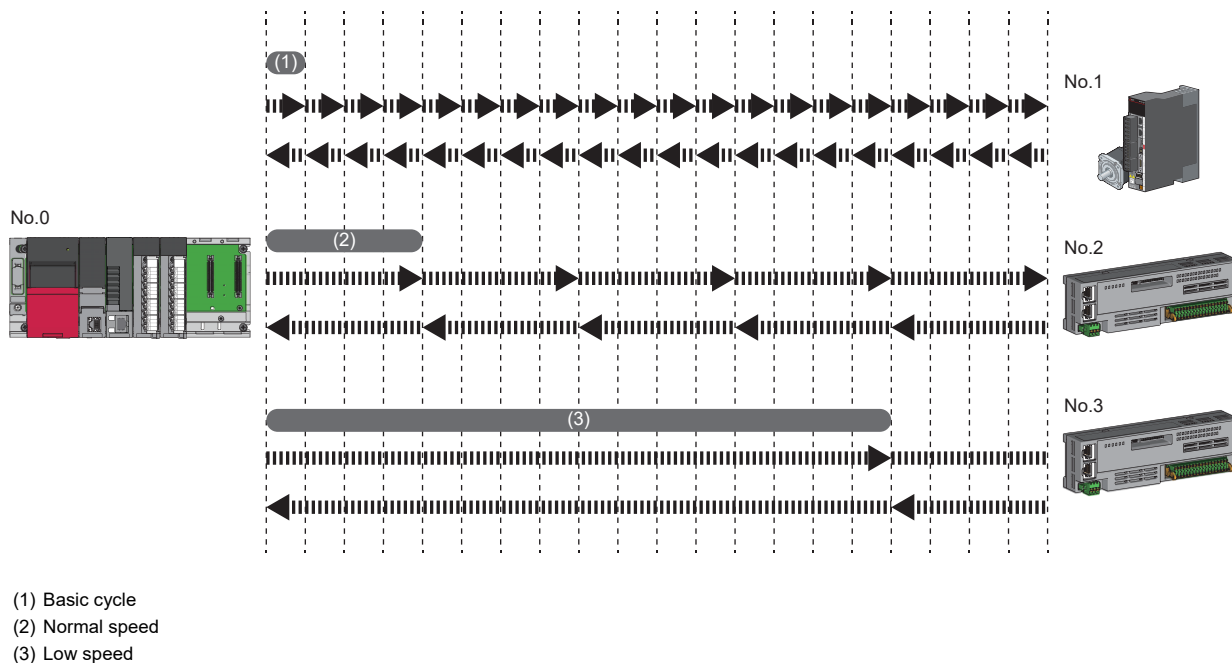 (1)
No.1
No.0
(2)
No.2
(3)
No.3
(1) Basic cycle
(2) Normal speed
(3) Low speed